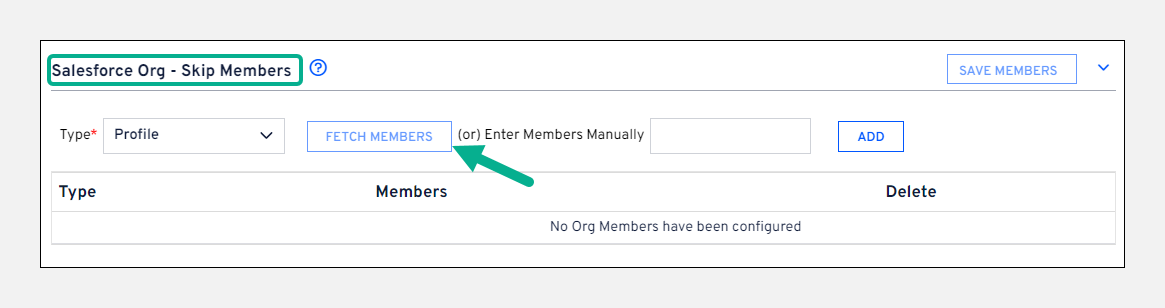 Salesforce Org - Skip Members ? SAVE MEMBERS
Type* Profile FETCH MEMBERS (or) Enter Members Manually ADD
Type Members Delete
No Org Members have been configured